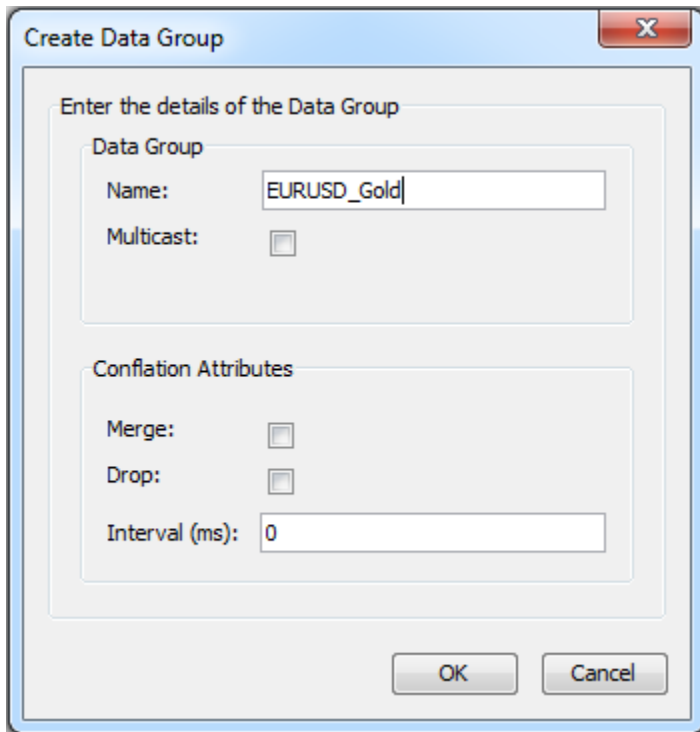 Create Data Group
Enter the details of the Data Group
Data Group
Name: EURUSD_Gold
Multicast:
Conflation Attributes
Merge:
Drop:
Interval (ms): 0
OK Cancel